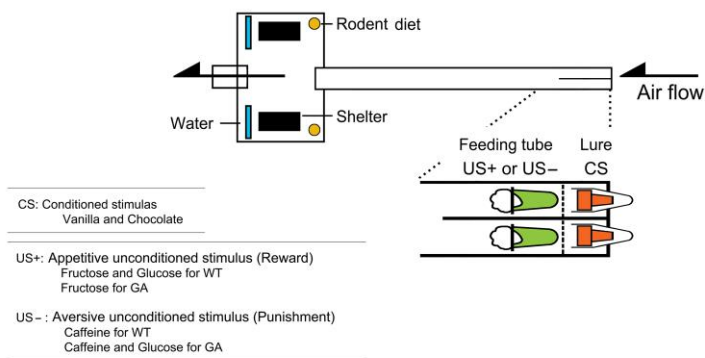 Rodent diet
Air flow
Water
Shelter
Feeding tube
Lure
US+ or US−
CS
CS: Conditioned stimulas
Vanilla and Chocolate
US+: Appetitive unconditioned stimulus (Reward)
Fructose and Glucose for WT
Fructose for GA
US− : Aversive unconditioned stimulus (Punishment)
Caffeine for WT
Caffeine and Glucose for GA